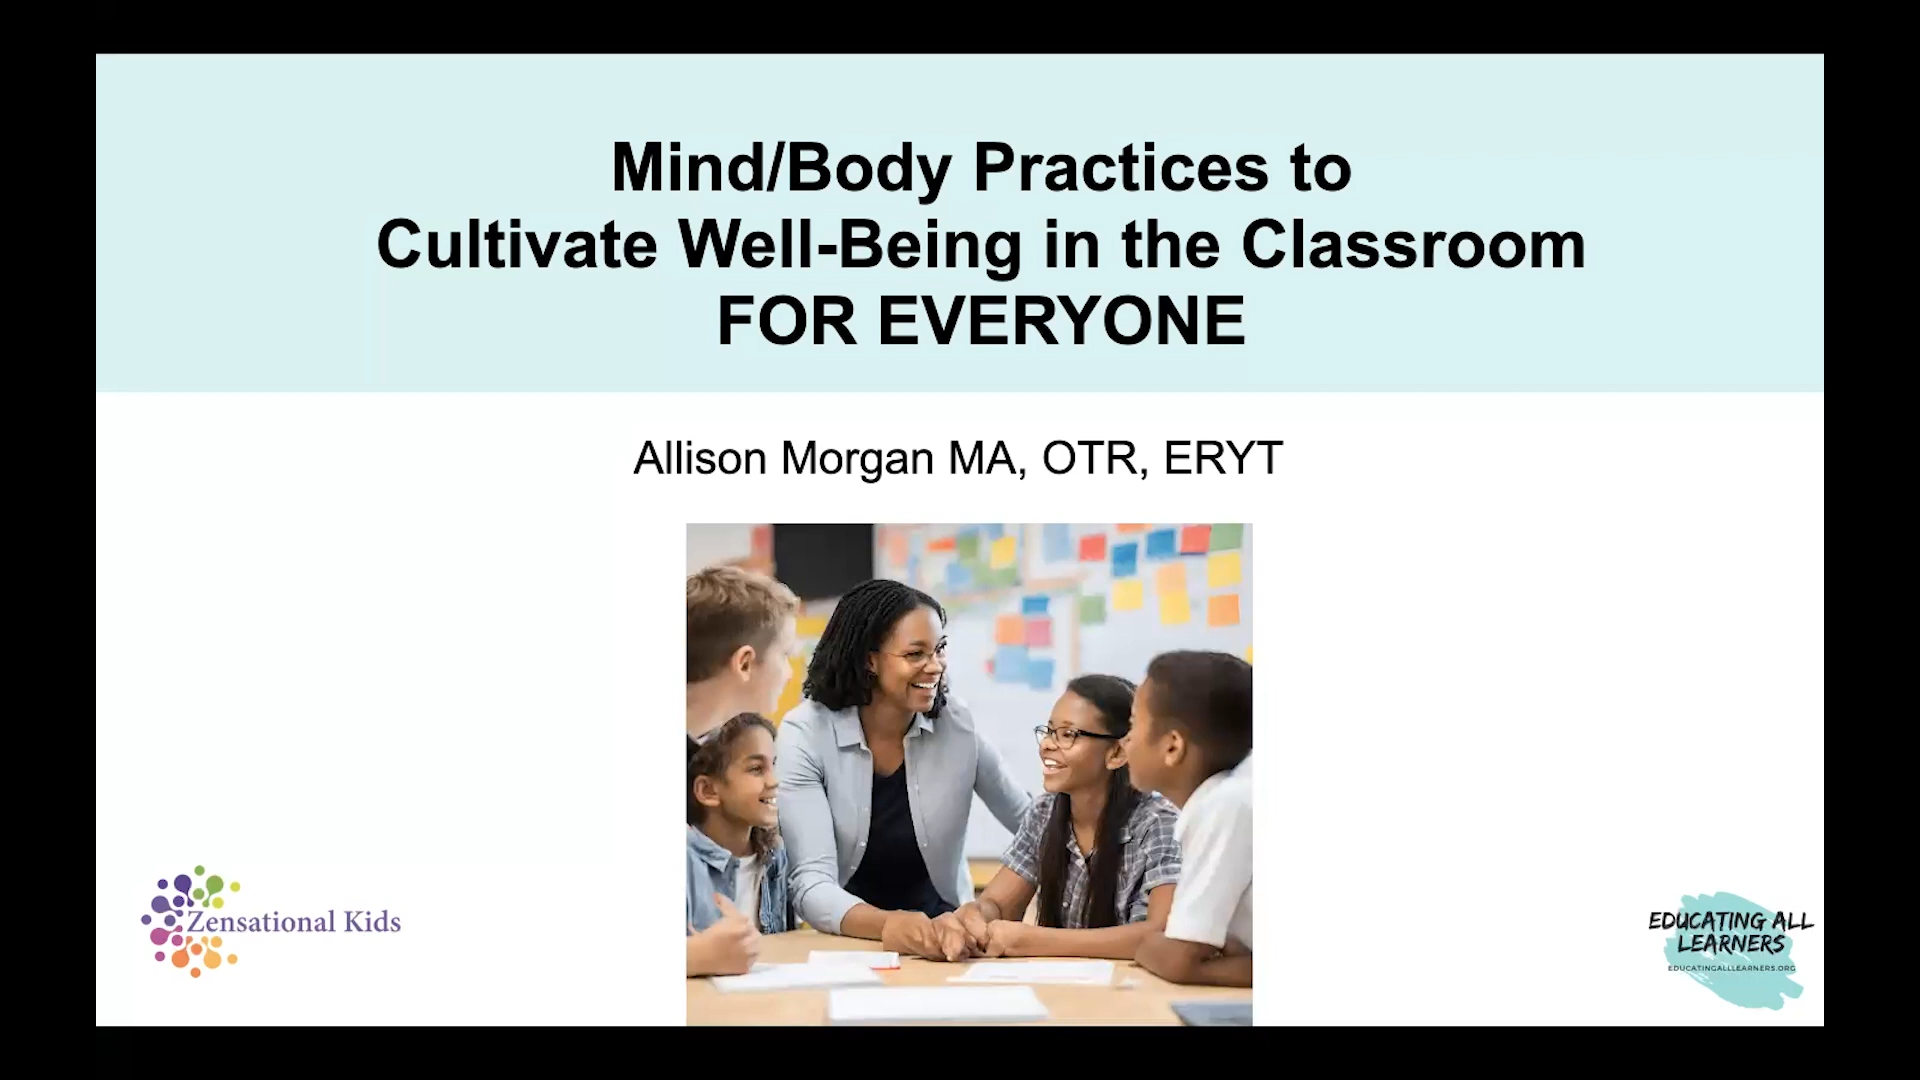 Mind/Body Practices to
Cultivate Well-Being in the Classroom
FOR EVERYONE
Allison Morgan MA, OTR, ERYT
Zensational Kids
EDUCATING ALL
LEARNERS
EDUCATINGALLLEARNERS.ORG